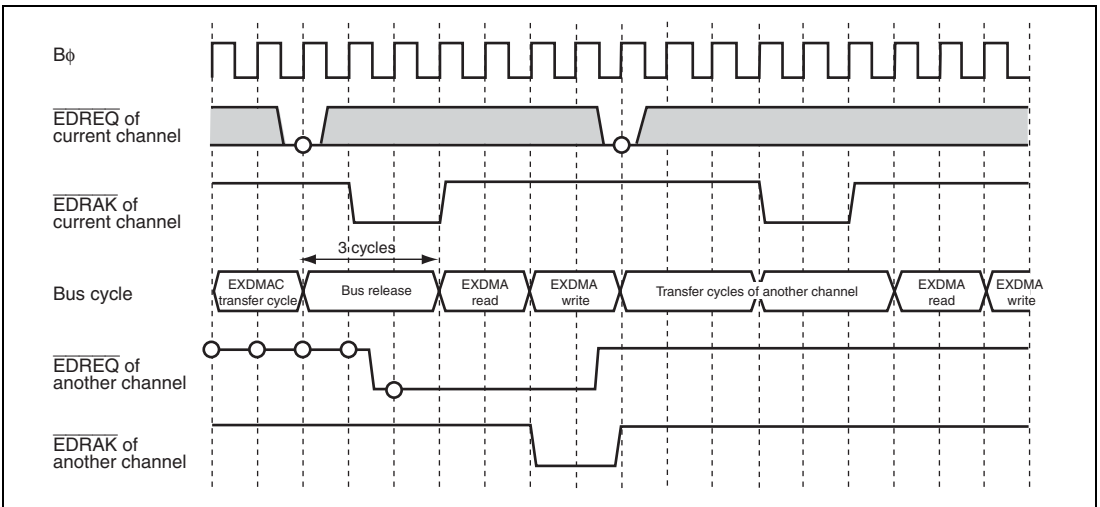 Bϕ
EDREQ of
current channel
EDRAK of
current channel
3 cycles
Bus cycle
EXDMAC
transfer cycle
Bus release
EXDMA
read
EXDMA
write
Transfer cycles of another channel
EXDMA
read
EXDMA
write
EDREQ of
another channel
EDRAK of
another channel